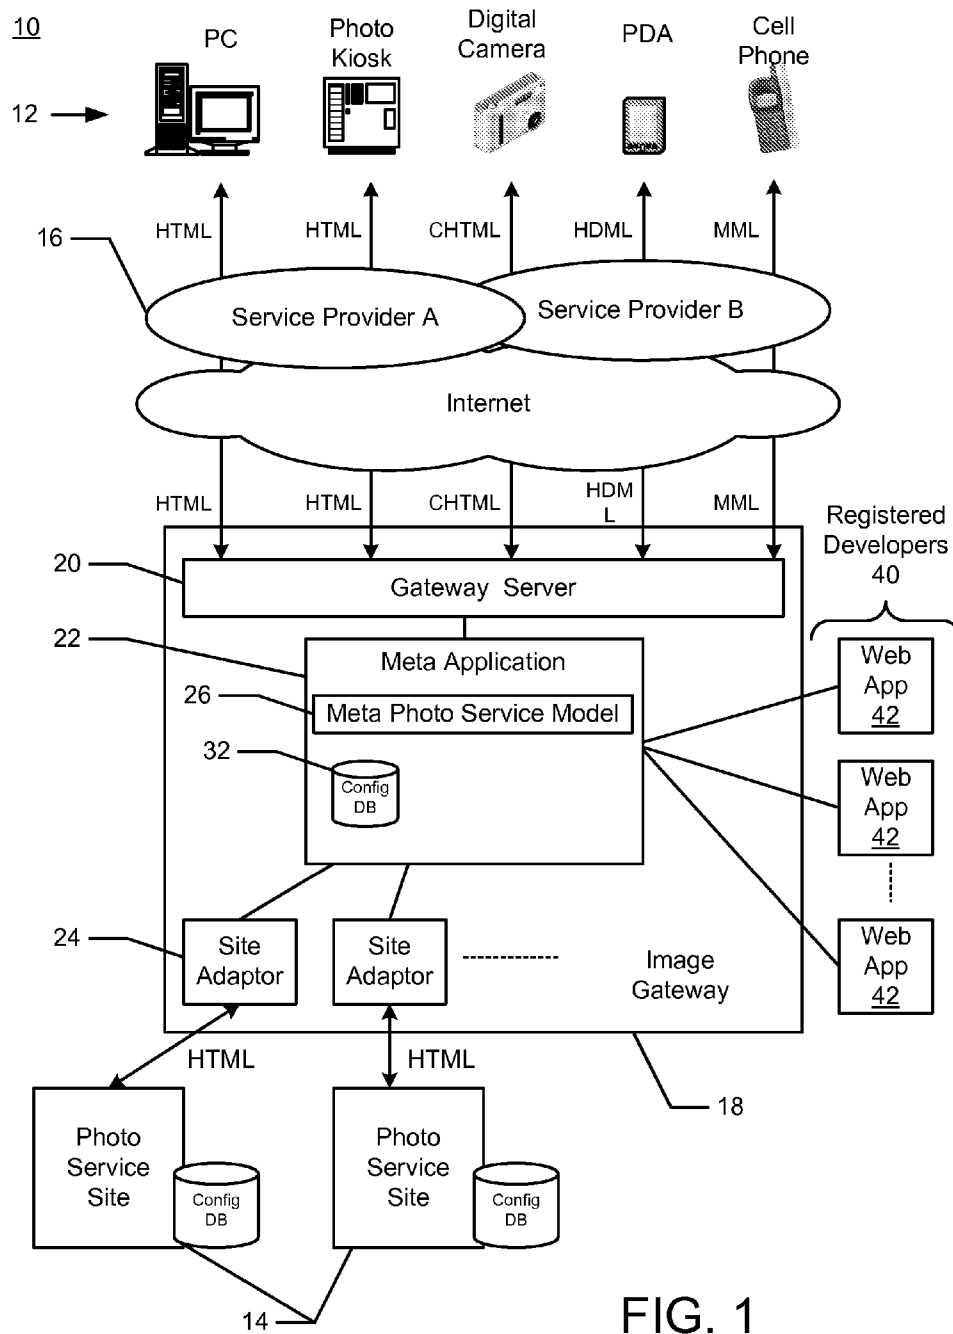 10
PC
Photo
Kiosk
Digital
Camera
PDA
Cell
Phone
12
HTML
HTML
CHTML
HDML
MML
16
Service Provider A
Service Provider B
Internet
HTML
HTML
CHTML
HDM
L
MML
Registered
Developers
40
20
Gateway Server
22
Meta Application
26
Meta Photo Service Model
32
Config
DB
Web
App
42
Web
App
42
Web
App
42
24
Site
Adaptor
Site
Adaptor
Image
Gateway
HTML
HTML
18
Photo
Service
Site
Config
DB
Photo
Service
Site
Config
DB
14
FIG. 1